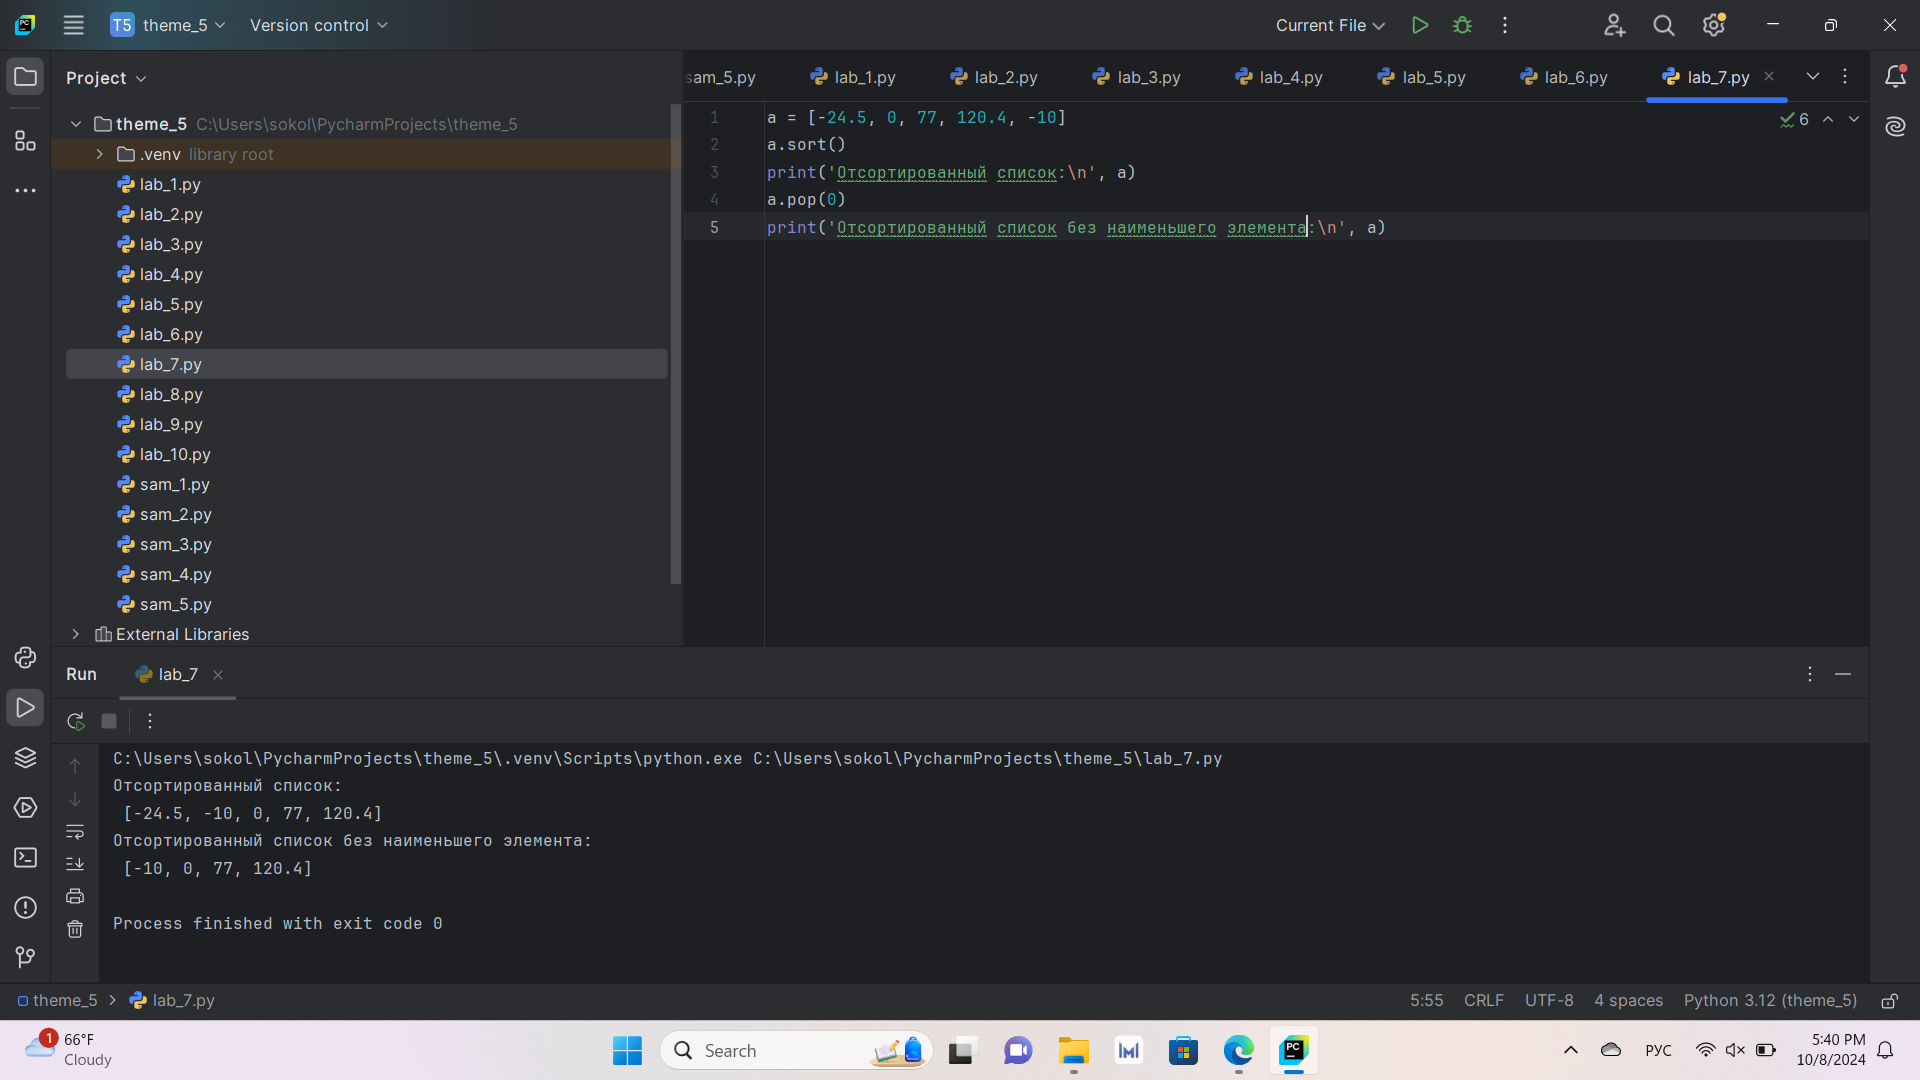 T5 theme_5 Version control Current File
Project
sam_5.py lab_1.py lab_2.py lab_3.py lab_4.py lab_5.py lab_6.py lab_7.py
theme_5 C:\Users\sokol\PycharmProjects\theme_5
.venv library root
lab_1.py
lab_2.py
lab_3.py
lab_4.py
lab_5.py
lab_6.py
lab_7.py
lab_8.py
lab_9.py
lab_10.py
sam_1.py
sam_2.py
sam_3.py
sam_4.py
sam_5.py
External Libraries
6
1 a = [-24.5, 0, 77, 120.4, -10]
2 a.sort()
3 print('Отсортированный список:\n', a)
4 a.pop(0)
5 print('Отсортированный список без наименьшего элемента:\n', a)
Run lab_7
C:\Users\sokol\PycharmProjects\theme_5\.venv\Scripts\python.exe C:\Users\sokol\PycharmProjects\theme_5\lab_7.py
Отсортированный список:
[-24.5, -10, 0, 77, 120.4]
Отсортированный список без наименьшего элемента:
[-10, 0, 77, 120.4]
Process finished with exit code 0
theme_5 lab_7.py 5:55 CRLF UTF-8 4 spaces Python 3.12 (theme_5)
1 66°F
Cloudy
Search
PC
РУС
5:40 PM
10/8/2024